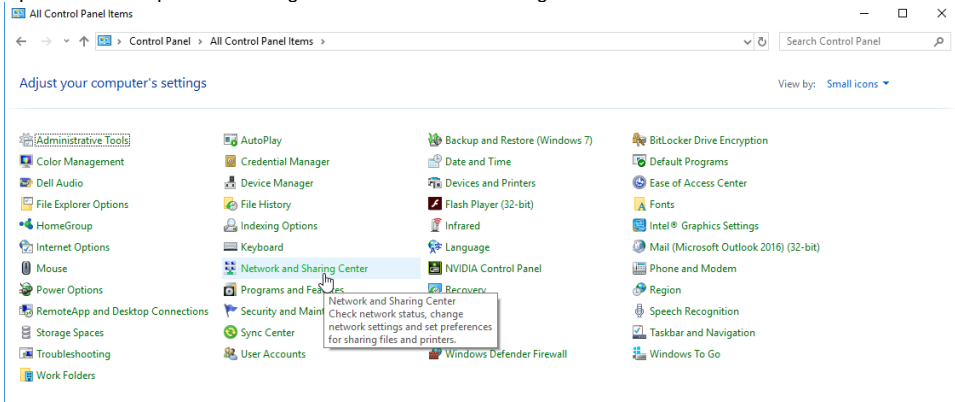 All Control Panel Items
Control Panel > All Control Panel Items >
Search Control Panel
Adjust your computer's settings
View by: Small icons
Administrative Tools
AutoPlay
Backup and Restore (Windows 7)
BitLocker Drive Encryption
Color Management
Credential Manager
Date and Time
Default Programs
Dell Audio
Device Manager
Devices and Printers
Ease of Access Center
File Explorer Options
File History
Flash Player (32-bit)
Fonts
HomeGroup
Indexing Options
Infrared
Intel® Graphics Settings
Internet Options
Keyboard
Language
Mail (Microsoft Outlook 2016) (32-bit)
Mouse
Network and Sharing Center
NVIDIA Control Panel
Phone and Modem
Power Options
Programs and Features
Recovery
Region
RemoteApp and Desktop Connections
Security and Maint
Speech Recognition
Storage Spaces
Sync Center
Taskbar and Navigation
Troubleshooting
User Accounts
Windows Defender Firewall
Windows To Go
Work Folders
Network and Sharing Center
Check network status, change
network settings and set preferences
for sharing files and printers.